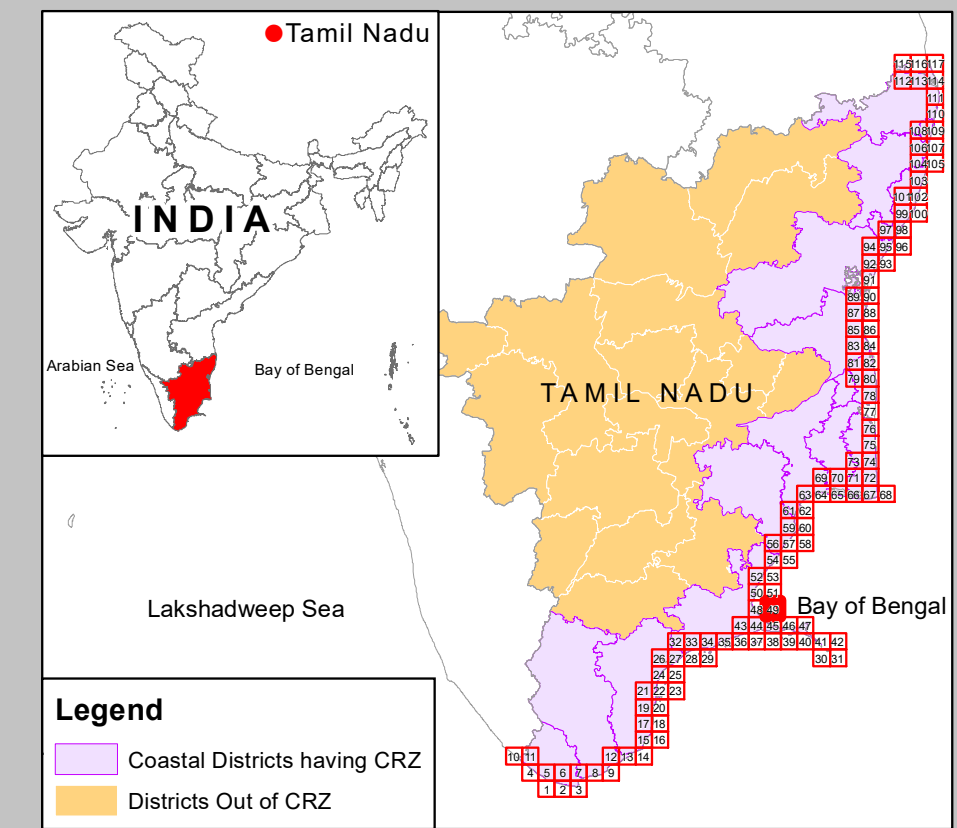 Tamil Nadu
INDIA
Arabian Sea
Bay of Bengal
115 116 117
112 113 114
111
110
108 109
106 107
104 105
103
101 102
99 100
97 98
94 95 96
92 93
91
89 90
87 88
85 86
83 84
81 82
79 80
TAMIL NADU
78
77
76
75
73 74
69 70 71 72
63 64 65 66 67 68
61 62
59 60
56 57 58
54 55
52 53
50 51
48 49
Bay of Bengal
Lakshadweep Sea
43 44 45 46 47
32 33 34 35 36 37 38 39 40 41 42
26 27 28 29 30 31
24 25
21 22 23
19 20
17 18
15 16
10 11 12 13 14
4 5 6 7 8 9
1 2 3
Legend
Coastal Districts having CRZ
Districts Out of CRZ